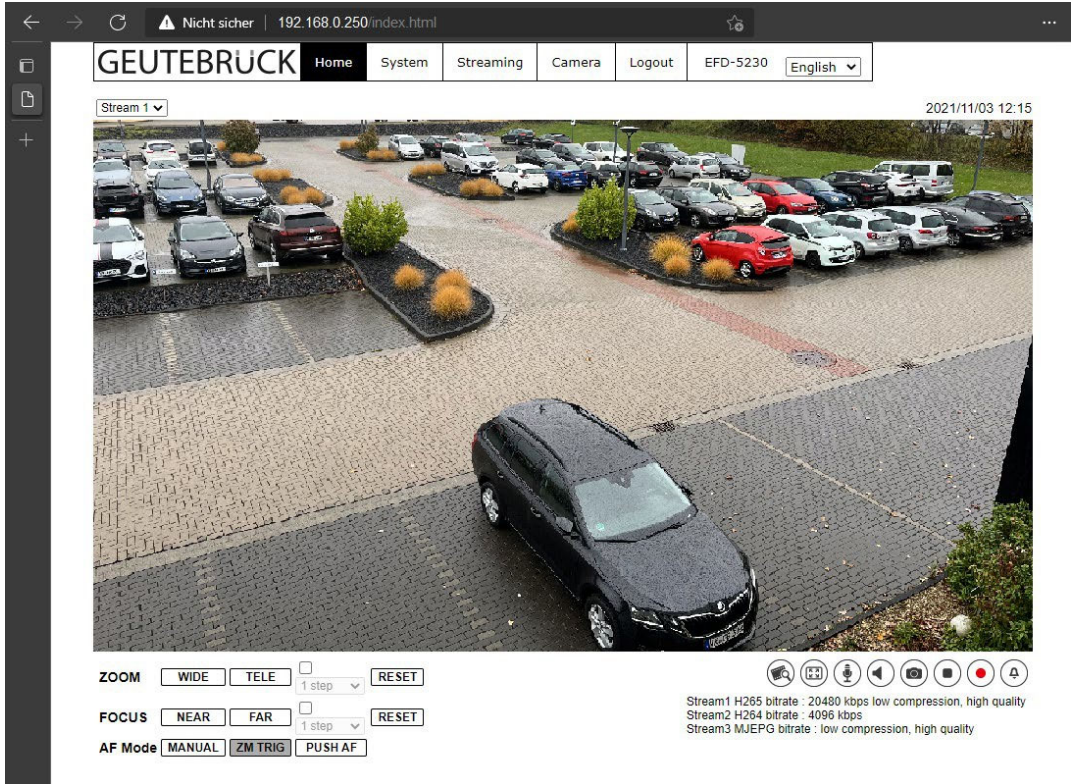 Nicht sicher 192.168.0.250/index.html
GEUTEBRÜCK Home System Streaming Camera Logout EFD-5230 English
Stream 1 2021/11/03 12:15
ZOOM WIDE TELE 1 step RESET
FOCUS NEAR FAR 1 step RESET
AF Mode MANUAL ZM TRIG PUSH AF
Stream1 H265 bitrate : 20480 kbps low compression, high quality
Stream2 H264 bitrate : 4096 kbps
Stream3 MJEPG bitrate : low compression, high quality